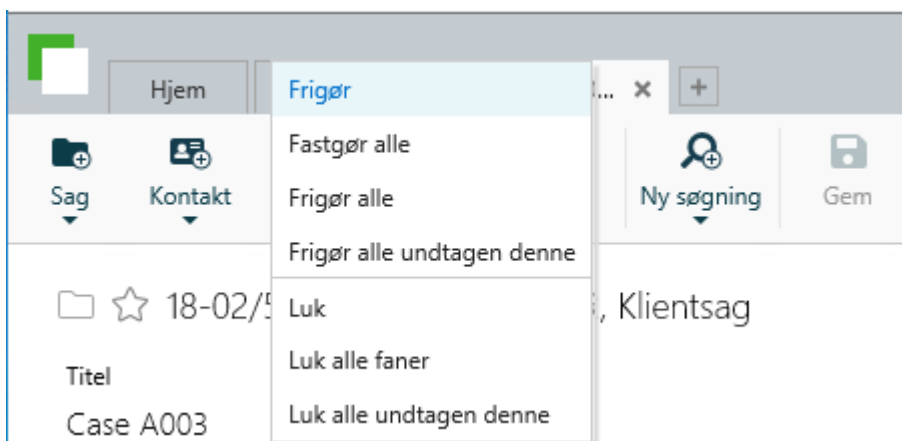 Hjem
...
Sag
Kontakt
Frigør
Fastgør alle
Frigør alle
Frigør alle undtagen denne
Luk
Luk alle faner
Luk alle undtagen denne
Ny søgning
Gem
18-02/
, Klientsag
Titel
Case A003